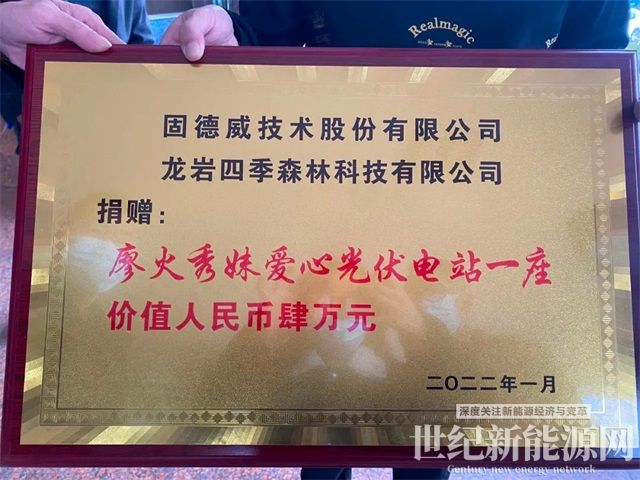 Realmagic
固德威技术股份有限公司
龙岩四季森林科技有限公司
捐赠：
廖火秀妹爱心光伏电站一座
价值人民币肆万元
二〇二二年一月
深度关注新能源经济与变革
世纪新能源网
Century new energy network